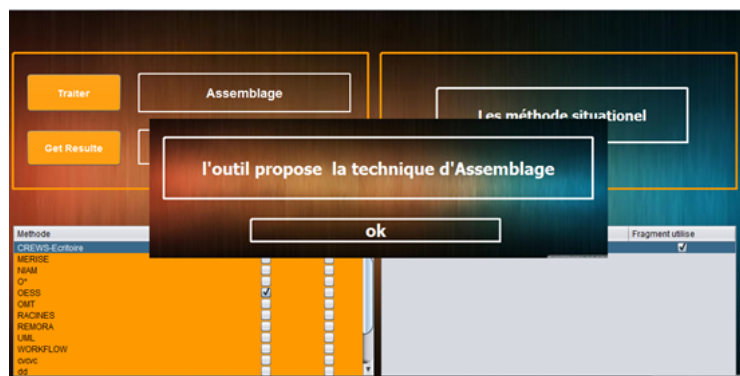 Traiter
Assemblage
Get Resulte
Les méthode situationel
l'outil propose la technique d'Assemblage
ok
Methode
Fragment utilise
CREWS-Ecritoire
MERISE
NIAM
O*
OESS
OMT
RACINES
REMORA
UML
WORKFLOW
cvcvc
dd